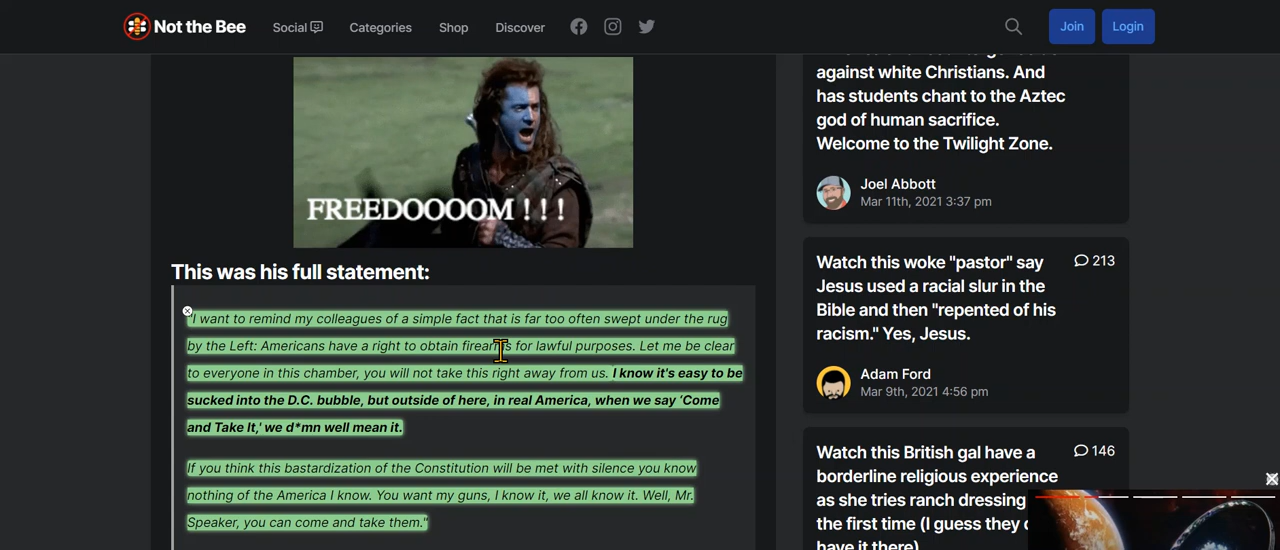 Not the Bee
Social
Categories
Shop
Discover
Join
Login
FREEDOOOOM ! ! !
This was his full statement:
"I want to remind my colleagues of a simple fact that is far too often swept under the rug
by the Left: Americans have a right to obtain firearms for lawful purposes. Let me be clear
to everyone in this chamber, you will not take this right away from us. I know it's easy to be
sucked into the D.C. bubble, but outside of here, in real America, when we say ‘Come
and Take It,' we d*mn well mean it.
If you think this bastardization of the Constitution will be met with silence you know
nothing of the America I know. You want my guns, I know it, we all know it. Well, Mr.
Speaker, you can come and take them."
against white Christians. And
has students chant to the Aztec
god of human sacrifice.
Welcome to the Twilight Zone.
Joel Abbott
Mar 11th, 2021 3:37 pm
Watch this woke "pastor" say
213
Jesus used a racial slur in the
Bible and then "repented of his
racism." Yes, Jesus.
Adam Ford
Mar 9th, 2021 4:56 pm
Watch this British gal have a
146
borderline religious experience
as she tries ranch dressing
the first time (I guess they
have it there)